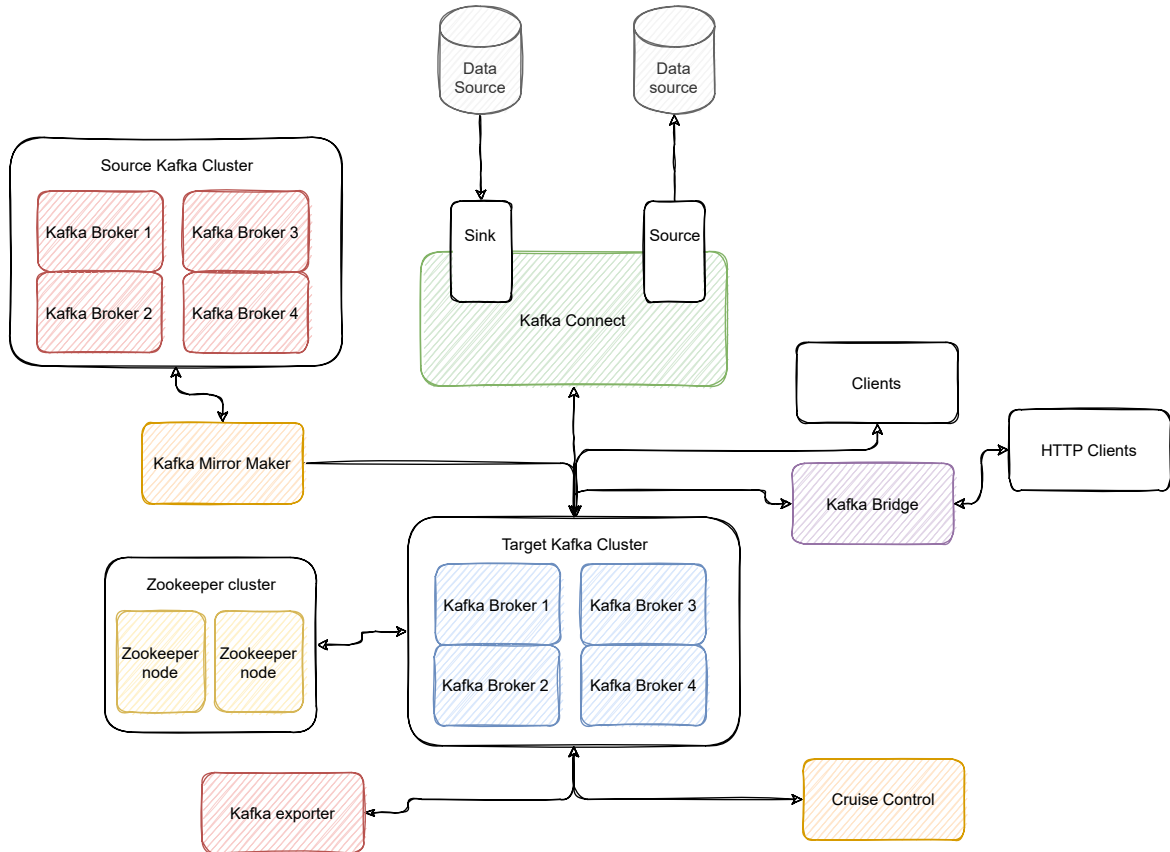 Data
Source
Data
source
Source Kafka Cluster
Kafka Broker 1
Kafka Broker 3
Kafka Broker 2
Kafka Broker 4
Sink
Source
Kafka Connect
Clients
HTTP Clients
Kafka Mirror Maker
Kafka Bridge
Target Kafka Cluster
Kafka Broker 1
Kafka Broker 3
Kafka Broker 2
Kafka Broker 4
Zookeeper cluster
Zookeeper
node
Zookeeper
node
Kafka exporter
Cruise Control